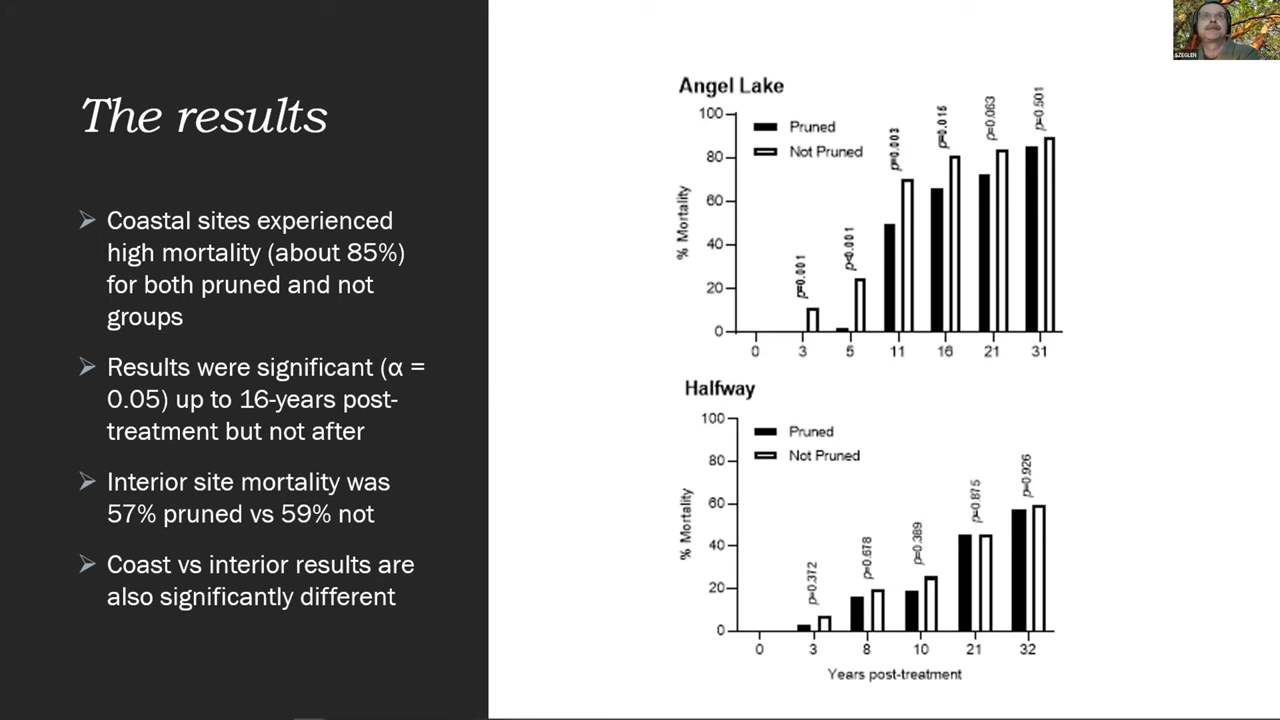 The results
Coastal sites experienced
high mortality (about 85%)
for both pruned and not
groups
Results were significant (α =
0.05) up to 16-years post-
treatment but not after
Interior site mortality was
57% pruned vs 59% not
Coast vs interior results are
also significantly different
Angel Lake
Pruned
Not Pruned
% Mortality
100
80
60
40
20
0
p=0.001
p<0.001
p=0.003
p=0.015
p=0.063
p=0.501
0 3 5 11 16 21 31
Halfway
Pruned
Not Pruned
% Mortality
100
80
60
40
20
0
p=0.372
p=0.678
p=0.389
p=0.875
p=0.926
0 3 8 10 21 32
Years post-treatment